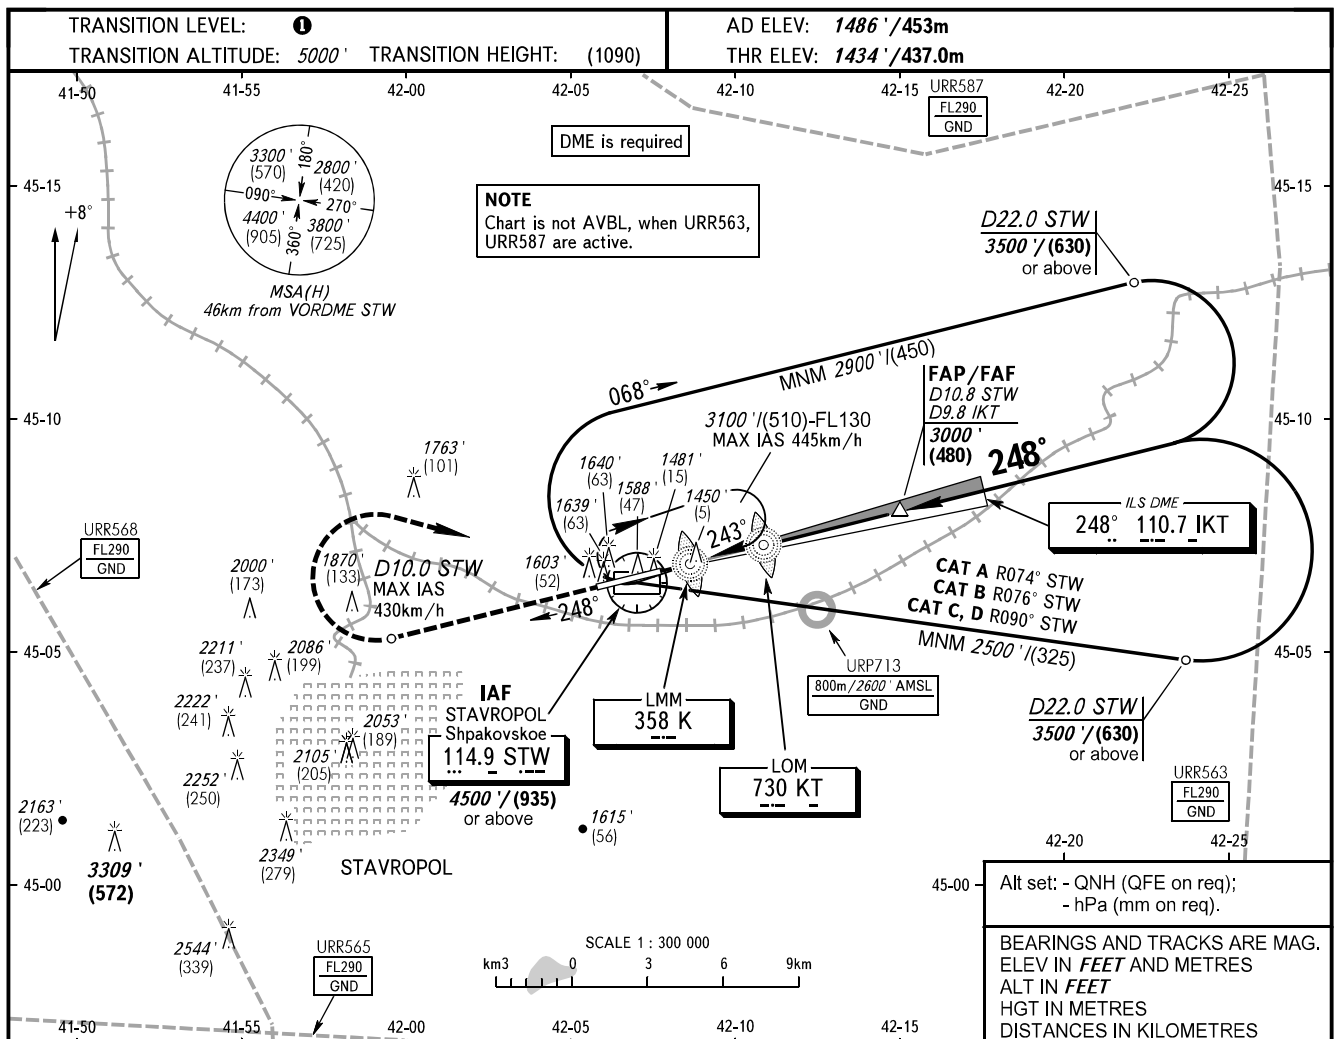 TRANSITION LEVEL: 1
TRANSITION ALTITUDE: 5000 ' TRANSITION HEIGHT: (1090)
AD ELEV: 1486 '/453m
THR ELEV: 1434 '/437.0m
41-50 41-55 42-00 42-05 42-10 42-15 42-20 42-25
URR587
FL290
GND
DME is required
3300 '
(570)
180°
2800 '
(420)
090°
270°
4400 '
(905)
360°
3800 '
(725)
MSA(H)
46km from VORDME STW
45-15
45-15
+8°
NOTE
Chart is not AVBL, when URR563,
URR587 are active.
D22.0 STW
3500 '/(630)
or above
MNM 2900 '/(450)
068°
FAP/FAF
D10.8 STW
D9.8 IKT
3000 '
(480)
248°
3100 '/(510)-FL130
MAX IAS 445km/h
45-10
45-10
1763 '
(101)
1640 '
(63)
1481 '
(15)
1588 '
(47)
1639 '
(63)
1450 '
(5)
243°
1603 '
(52)
ILS DME
248° 110.7 IKT
URR568
FL290
GND
2000 '
(173)
1870 '
(133)
D10.0 STW
MAX IAS
430km/h
248°
CAT A R074° STW
CAT B R076° STW
CAT C, D R090° STW
MNM 2500 '/(325)
45-05
45-05
2211 '
(237)
2086 '
(199)
2222 '
(241)
2053 '
(189)
2105 '
(205)
2252 '
(250)
IAF
STAVROPOL
Shpakovskoe
114.9 STW
4500 '/(935)
or above
LMM
358 K
LOM
730 KT
URP713
800m/2600' AMSL
GND
D22.0 STW
3500 '/(630)
or above
URR563
FL290
GND
2163 '
(223)
3309 '
(572)
2349 '
(279)
STAVROPOL
1615 '
(56)
42-20 42-25
45-00
45-00
2544 '
(339)
URR565
FL290
GND
SCALE 1 : 300 000
km3 0 3 6 9km
Alt set: - QNH (QFE on req);
- hPa (mm on req).
BEARINGS AND TRACKS ARE MAG.
ELEV IN FEET AND METRES
ALT IN FEET
HGT IN METRES
DISTANCES IN KILOMETRES
41-50 41-55 42-00 42-05 42-10 42-15